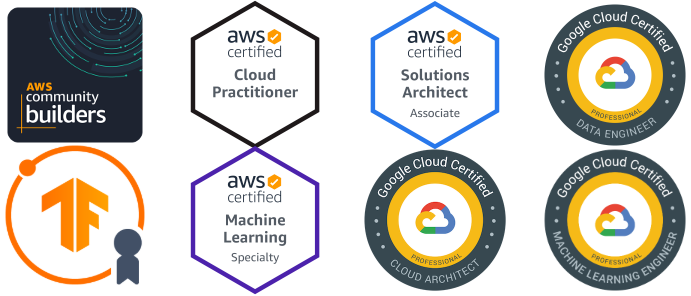 AWS
community
builders
aws
certified
Cloud
Practitioner
aws
certified
Solutions
Architect
Associate
Google Cloud Certified
PROFESSIONAL
DATA ENGINEER
TF
aws
certified
Machine
Learning
Specialty
Google Cloud Certified
PROFESSIONAL
CLOUD ARCHITECT
Google Cloud Certified
PROFESSIONAL
MACHINE LEARNING ENGINEER